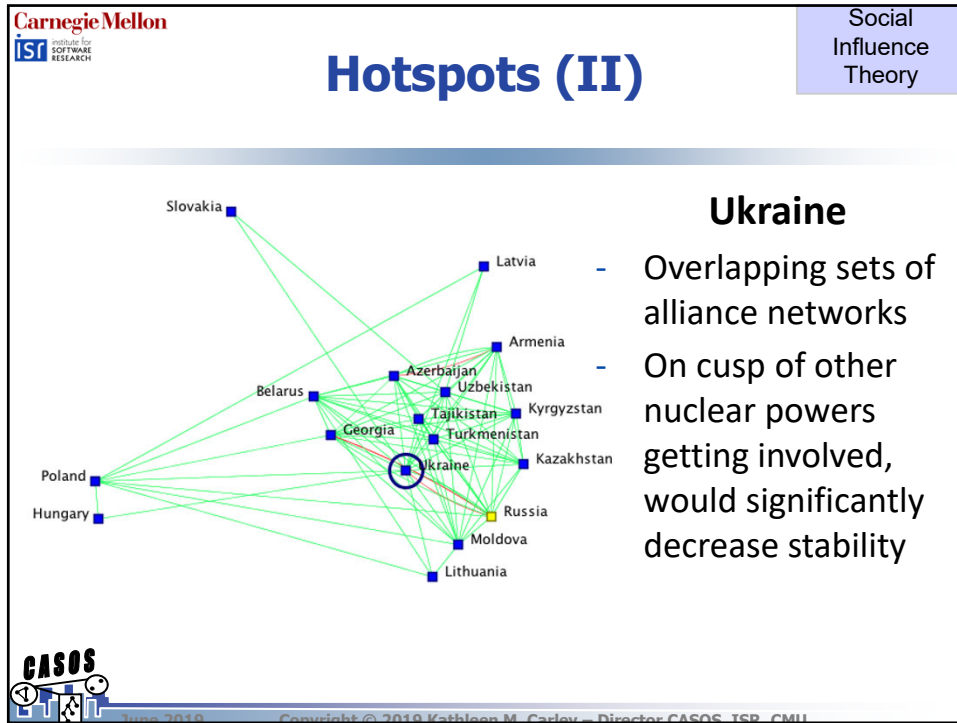 Carnegie Mellon
isr institute for
SOFTWARE
RESEARCH
Hotspots (II)
Social
Influence
Theory
Slovakia
Latvia
Armenia
Azerbaijan
Belarus
Uzbekistan
Tajikistan
Kyrgyzstan
Georgia
Turkmenistan
Ukraine
Kazakhstan
Poland
Hungary
Russia
Moldova
Lithuania
Ukraine
- Overlapping sets of
alliance networks
- On cusp of other
nuclear powers
getting involved,
would significantly
decrease stability
CASOS
June 2019
Copyright © 2019 Kathleen M. Carley – Director CASOS, ISR, CMU